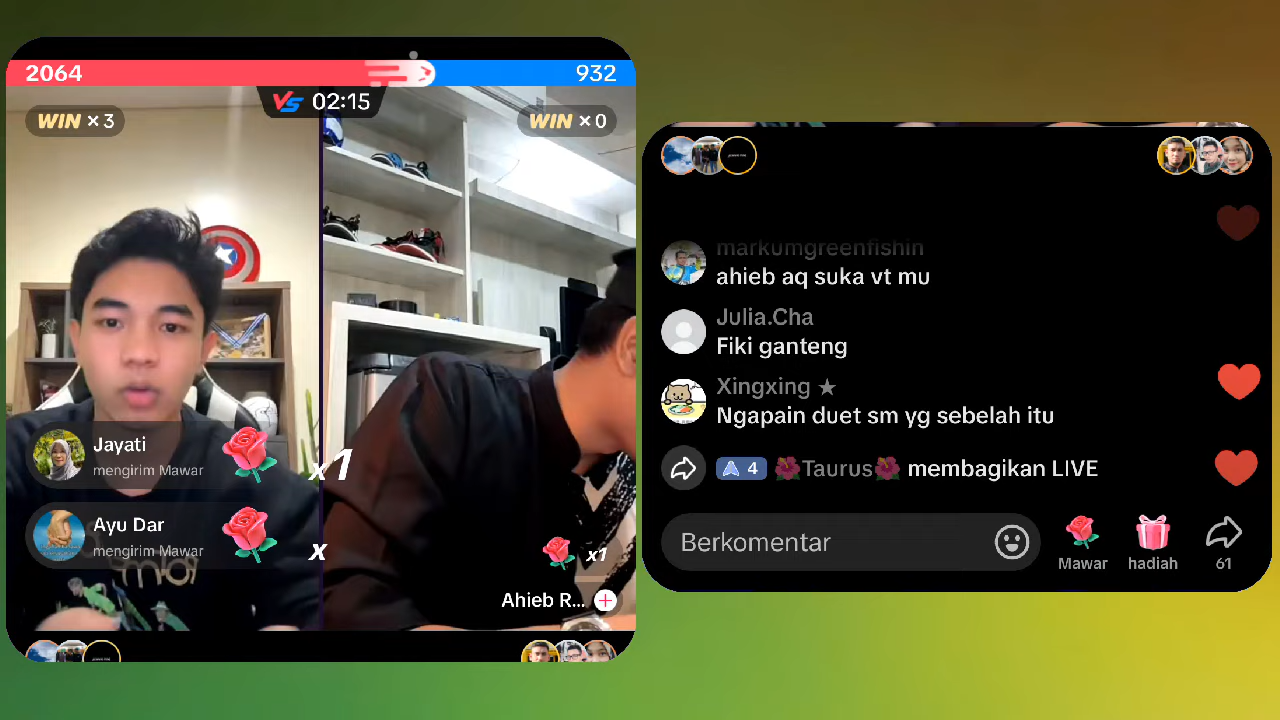 2064
932
VS 02:15
WIN × 3
WIN × 0
Jayati
mengirim Mawar
x1
Ayu Dar
mengirim Mawar
x
x1
Ahieb R...
markumgreenfishin
ahieb aq suka vt mu
Julia.Cha
Fiki ganteng
Xingxing ★
Ngapain duet sm yg sebelah itu
4 🌺Taurus🌺 membagikan LIVE
Berkomentar
Mawar
hadiah
61